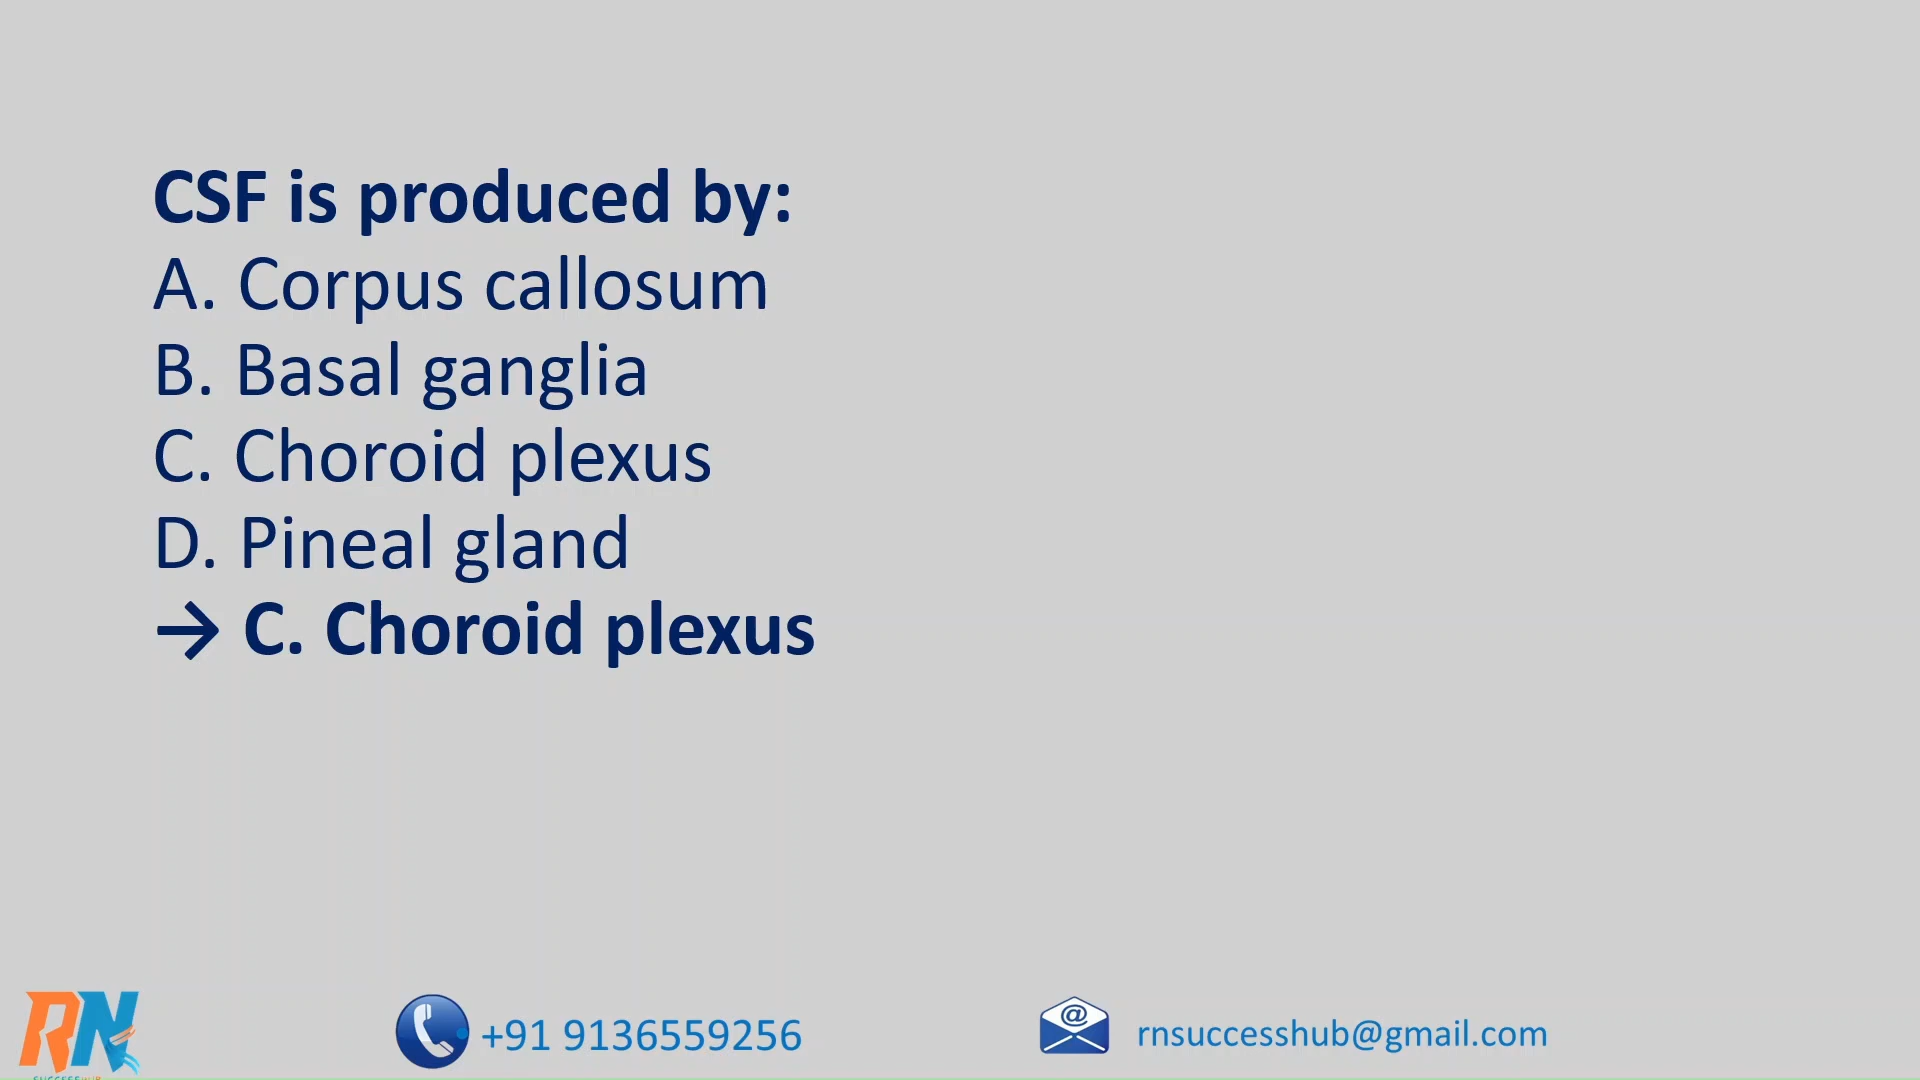 CSF is produced by:
A. Corpus callosum
B. Basal ganglia
C. Choroid plexus
D. Pineal gland
→ C. Choroid plexus
RN
+91 9136559256
@
rnsuccesshub@gmail.com